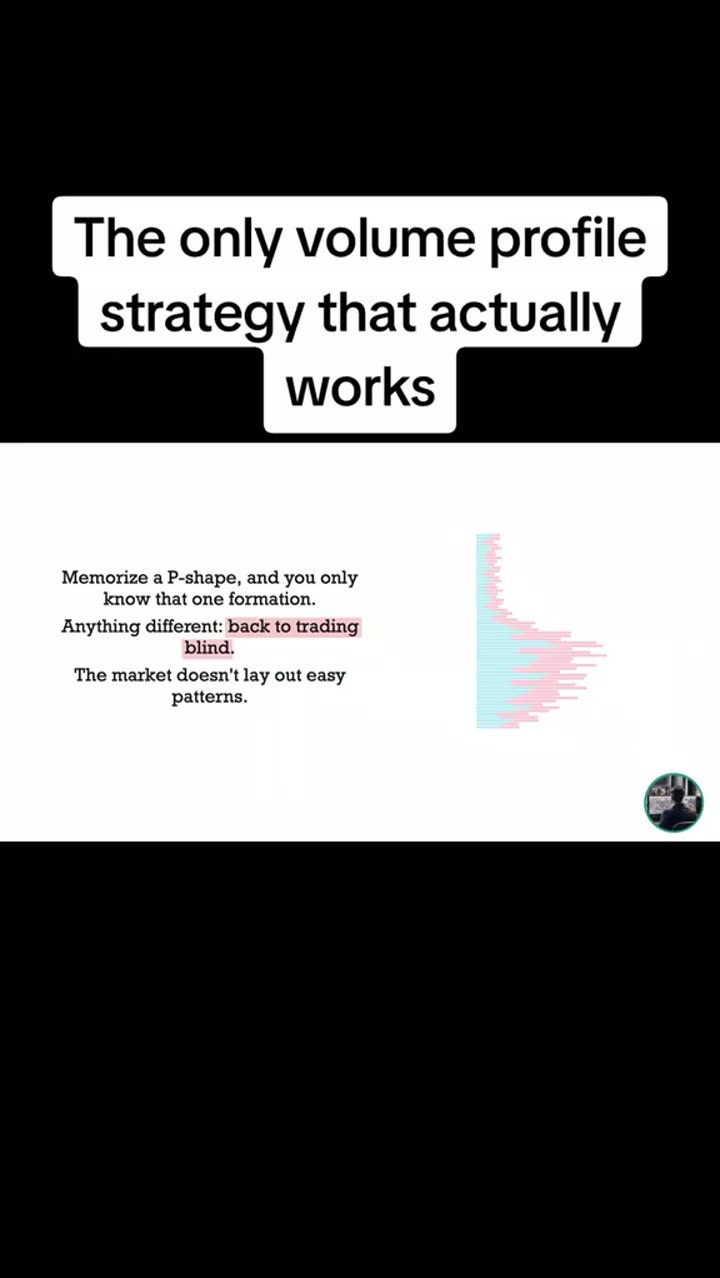 The only volume profile
strategy that actually
works
Memorize a P-shape, and you only
know that one formation.
Anything different: back to trading
blind.
The market doesn't lay out easy
patterns.